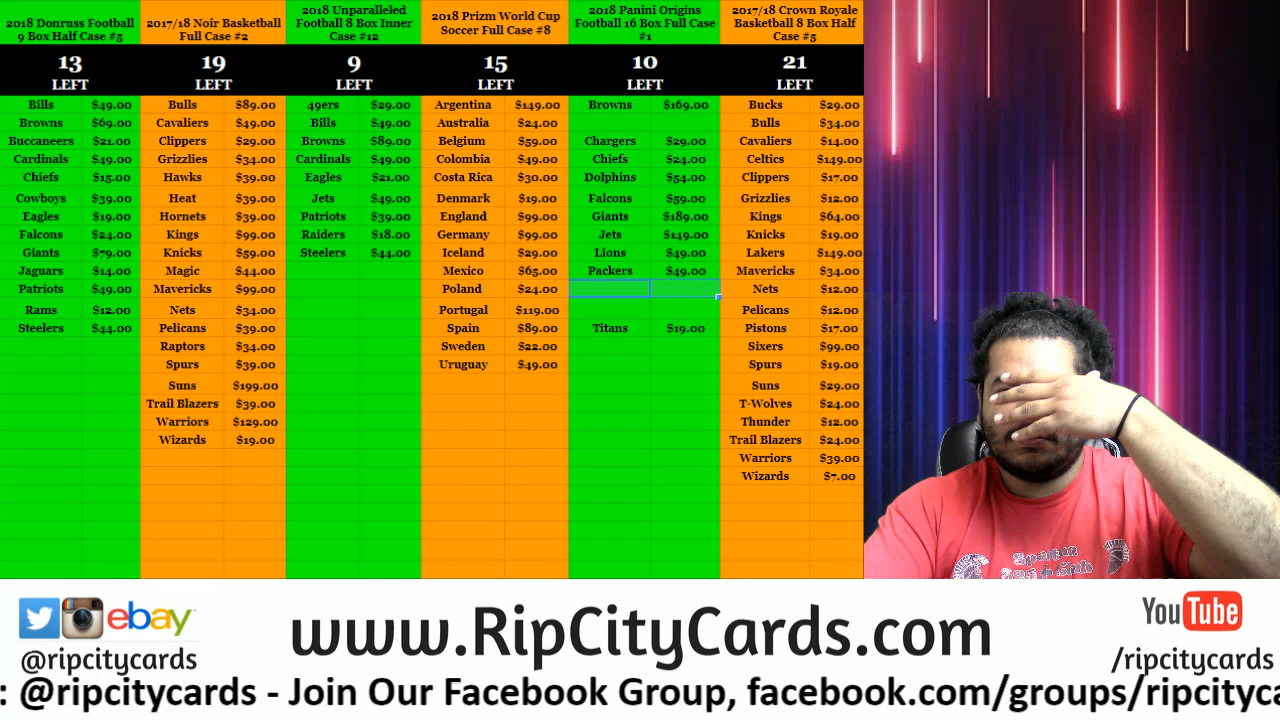 2018 Donruss Football
9 Box Half Case #5
13
LEFT
Bills $49.00
Browns $69.00
Buccaneers $21.00
Cardinals $49.00
Chiefs $15.00
Cowboys $39.00
Eagles $19.00
Falcons $24.00
Giants $79.00
Jaguars $14.00
Patriots $49.00
Rams $12.00
Steelers $44.00
2017/18 Noir Basketball
Full Case #2
19
LEFT
Bulls $89.00
Cavaliers $49.00
Clippers $29.00
Grizzlies $34.00
Hawks $39.00
Heat $39.00
Hornets $39.00
Kings $99.00
Knicks $59.00
Magic $44.00
Mavericks $99.00
Nets $34.00
Pelicans $39.00
Raptors $34.00
Spurs $39.00
Suns $199.00
Trail Blazers $39.00
Warriors $129.00
Wizards $19.00
2018 Unparalleled
Football 8 Box Inner
Case #12
9
LEFT
49ers $29.00
Bills $49.00
Browns $89.00
Cardinals $49.00
Eagles $21.00
Jets $49.00
Patriots $39.00
Raiders $18.00
Steelers $44.00
2018 Prizm World Cup
Soccer Full Case #8
15
LEFT
Argentina $149.00
Australia $24.00
Belgium $59.00
Colombia $49.00
Costa Rica $30.00
Denmark $19.00
England $99.00
Germany $99.00
Iceland $29.00
Mexico $65.00
Poland $24.00
Portugal $119.00
Spain $89.00
Sweden $22.00
Uruguay $49.00
2018 Panini Origins
Football 16 Box Full Case
#1
10
LEFT
Browns $169.00
Chargers $29.00
Chiefs $24.00
Dolphins $54.00
Falcons $59.00
Giants $189.00
Jets $149.00
Lions $49.00
Packers $49.00
Titans $19.00
2017/18 Crown Royale
Basketball 8 Box Half
Case #5
21
LEFT
Bucks $29.00
Bulls $34.00
Cavaliers $14.00
Celtics $149.00
Clippers $17.00
Grizzlies $12.00
Kings $64.00
Knicks $19.00
Lakers $149.00
Mavericks $34.00
Nets $12.00
Pelicans $12.00
Pistons $17.00
Sixers $99.00
Spurs $19.00
Suns $29.00
T-Wolves $24.00
Thunder $12.00
Trail Blazers $24.00
Warriors $39.00
Wizards $7.00
ebay
@ripcitycards
www.RipCityCards.com
YouTube
/ripcitycards
: @ripcitycards - Join Our Facebook Group, facebook.com/groups/ripcityca